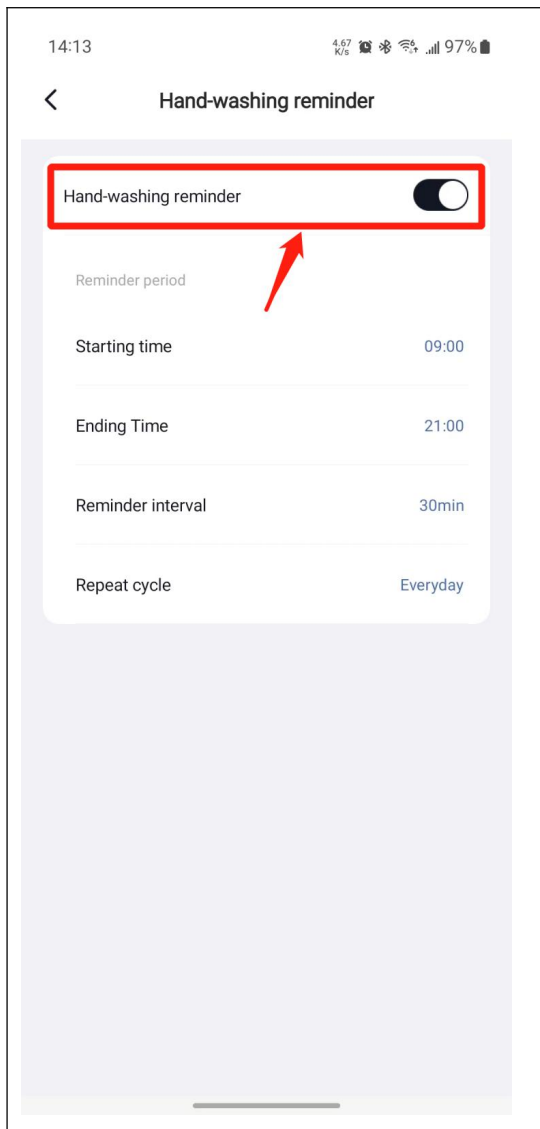 14:13 4.67 K/s 97%
Hand-washing reminder
Hand-washing reminder
Reminder period
Starting time 09:00
Ending Time 21:00
Reminder interval 30min
Repeat cycle Everyday